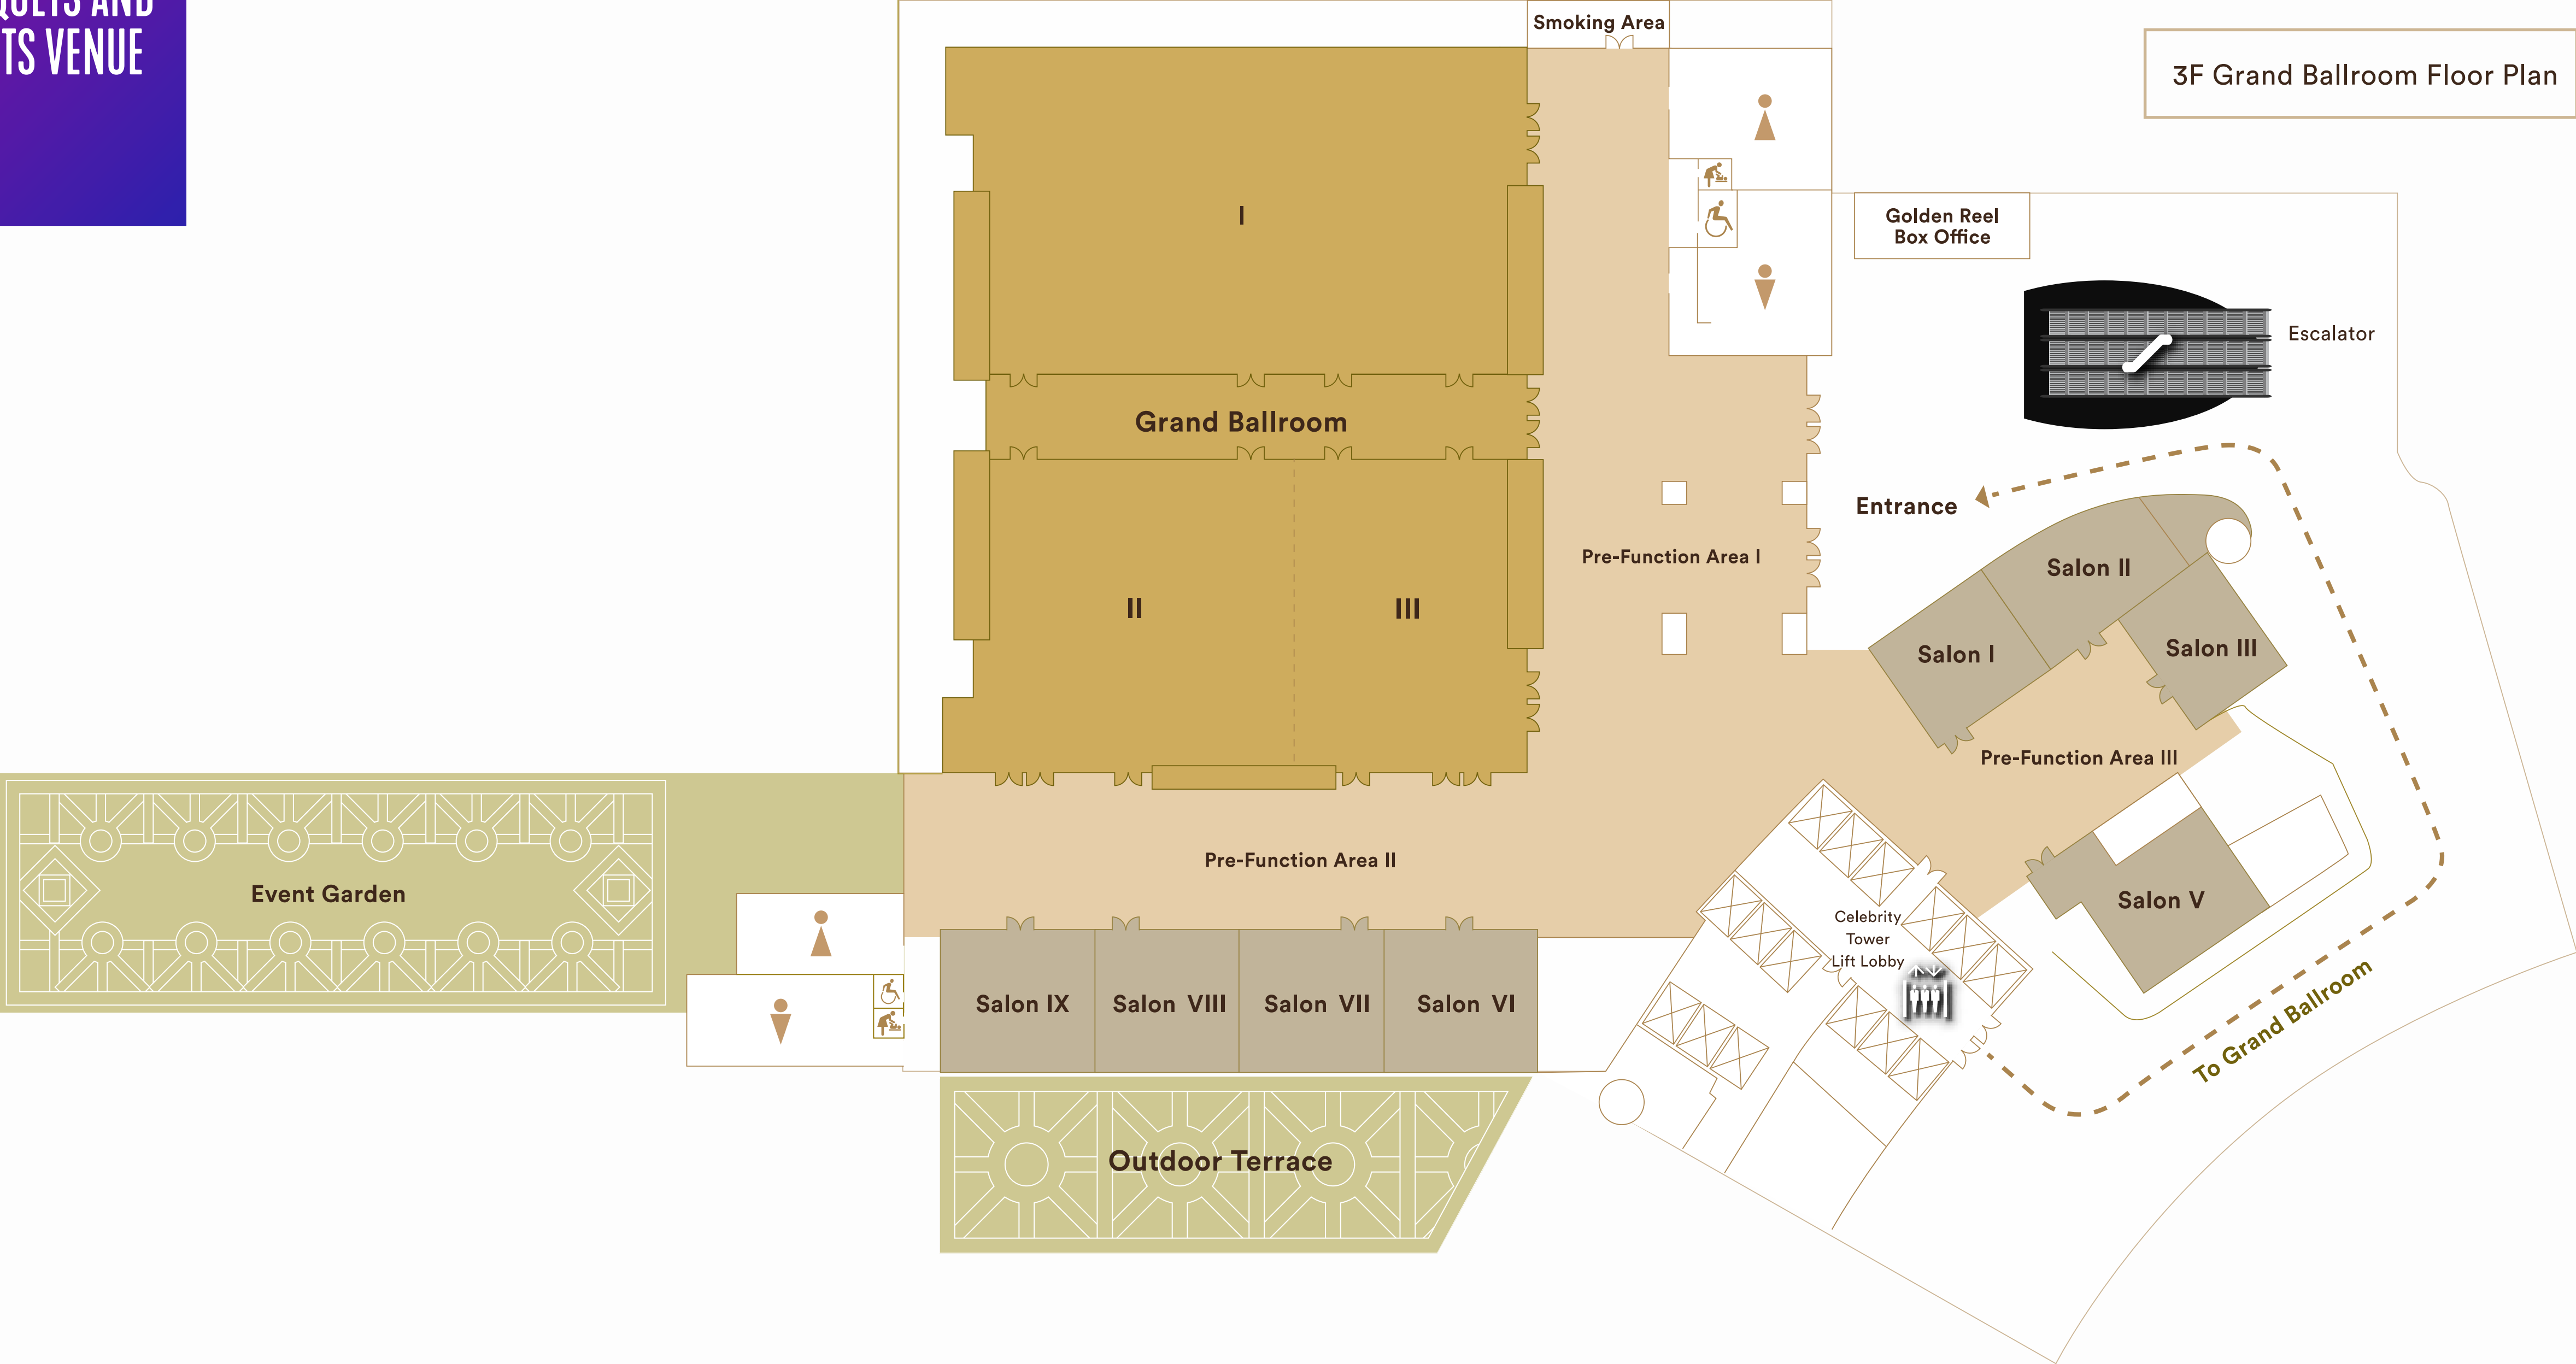 TS VENUE
3F Grand Ballroom Floor Plan
Smoking Area
Golden Reel
Box Office
I
Escalator
Grand Ballroom
Entrance
Pre-Function Area I
Salon II
II
III
Salon I
Salon III
Pre-Function Area III
Pre-Function Area II
Event Garden
Salon V
Celebrity
Tower
Lift Lobby
Salon IX
Salon VIII
Salon VII
Salon VI
To Grand Ballroom
Outdoor Terrace